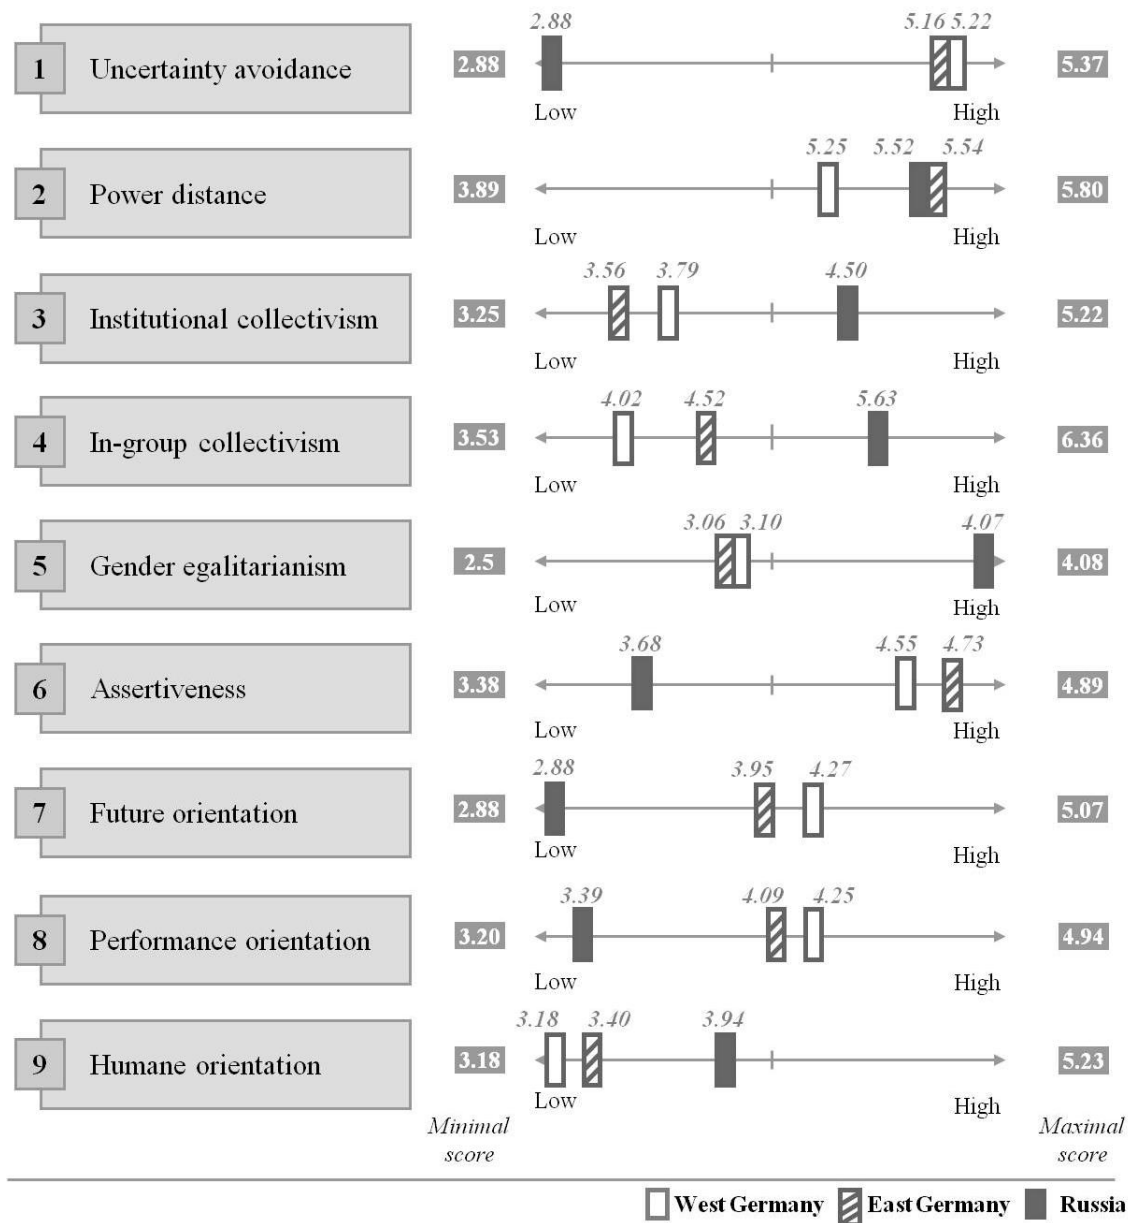 2.88 5.16 5.22
1 Uncertainty avoidance 2.88 5.37
Low High
5.25 5.52 5.54
2 Power distance 3.89 5.80
Low High
3.56 3.79 4.50
3 Institutional collectivism 3.25 5.22
Low High
4.02 4.52 5.63
4 In-group collectivism 3.53 6.36
Low High
3.06 3.10 4.07
5 Gender egalitarianism 2.5 4.08
Low High
3.68 4.55 4.73
6 Assertiveness 3.38 4.89
Low High
2.88 3.95 4.27
7 Future orientation 2.88 5.07
Low High
3.39 4.09 4.25
8 Performance orientation 3.20 4.94
Low High
3.18 3.40 3.94
9 Humane orientation 3.18 5.23
Low High
Minimal Maximal
score score
West Germany East Germany Russia